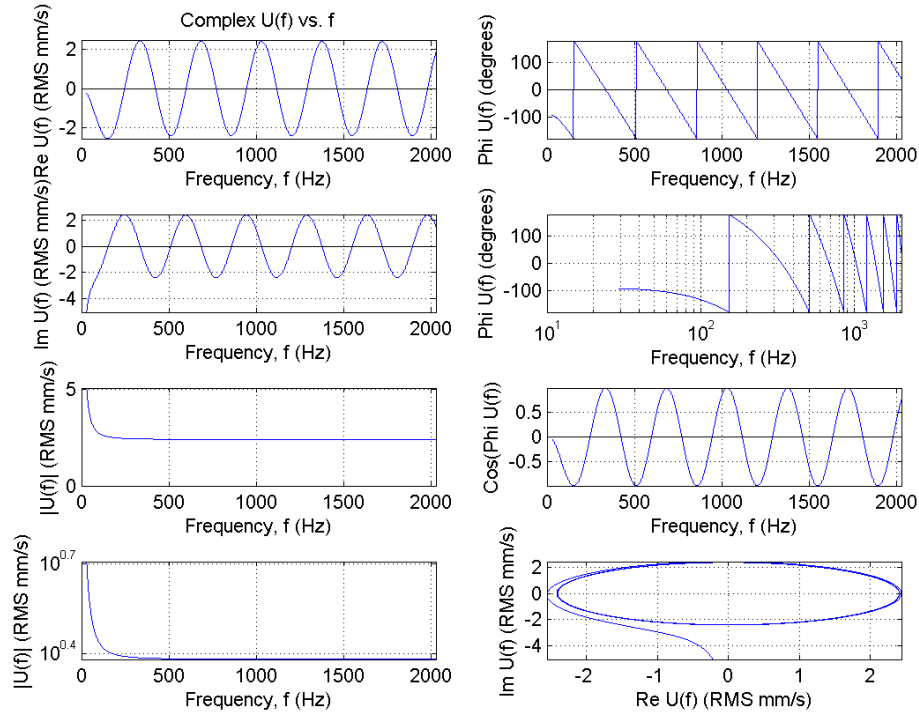 Complex U(f) vs. f
Re U(f) (RMS mm/s)
2
0
-2
0 500 1000 1500 2000
Frequency, f (Hz)
Phi U(f) (degrees)
100
0
-100
0 500 1000 1500 2000
Frequency, f (Hz)
Im U(f) (RMS mm/s)
2
0
-2
-4
0 500 1000 1500 2000
Frequency, f (Hz)
Phi U(f) (degrees)
100
0
-100
10^1 10^2 10^3
Frequency, f (Hz)
|U(f)| (RMS mm/s)
5
0
0 500 1000 1500 2000
Frequency, f (Hz)
Cos(Phi U(f))
0.5
0
-0.5
0 500 1000 1500 2000
Frequency, f (Hz)
|U(f)| (RMS mm/s)
10^0.7
10^0.4
0 500 1000 1500 2000
Frequency, f (Hz)
Im U(f) (RMS mm/s)
2
0
-2
-4
-2 -1 0 1 2
Re U(f) (RMS mm/s)